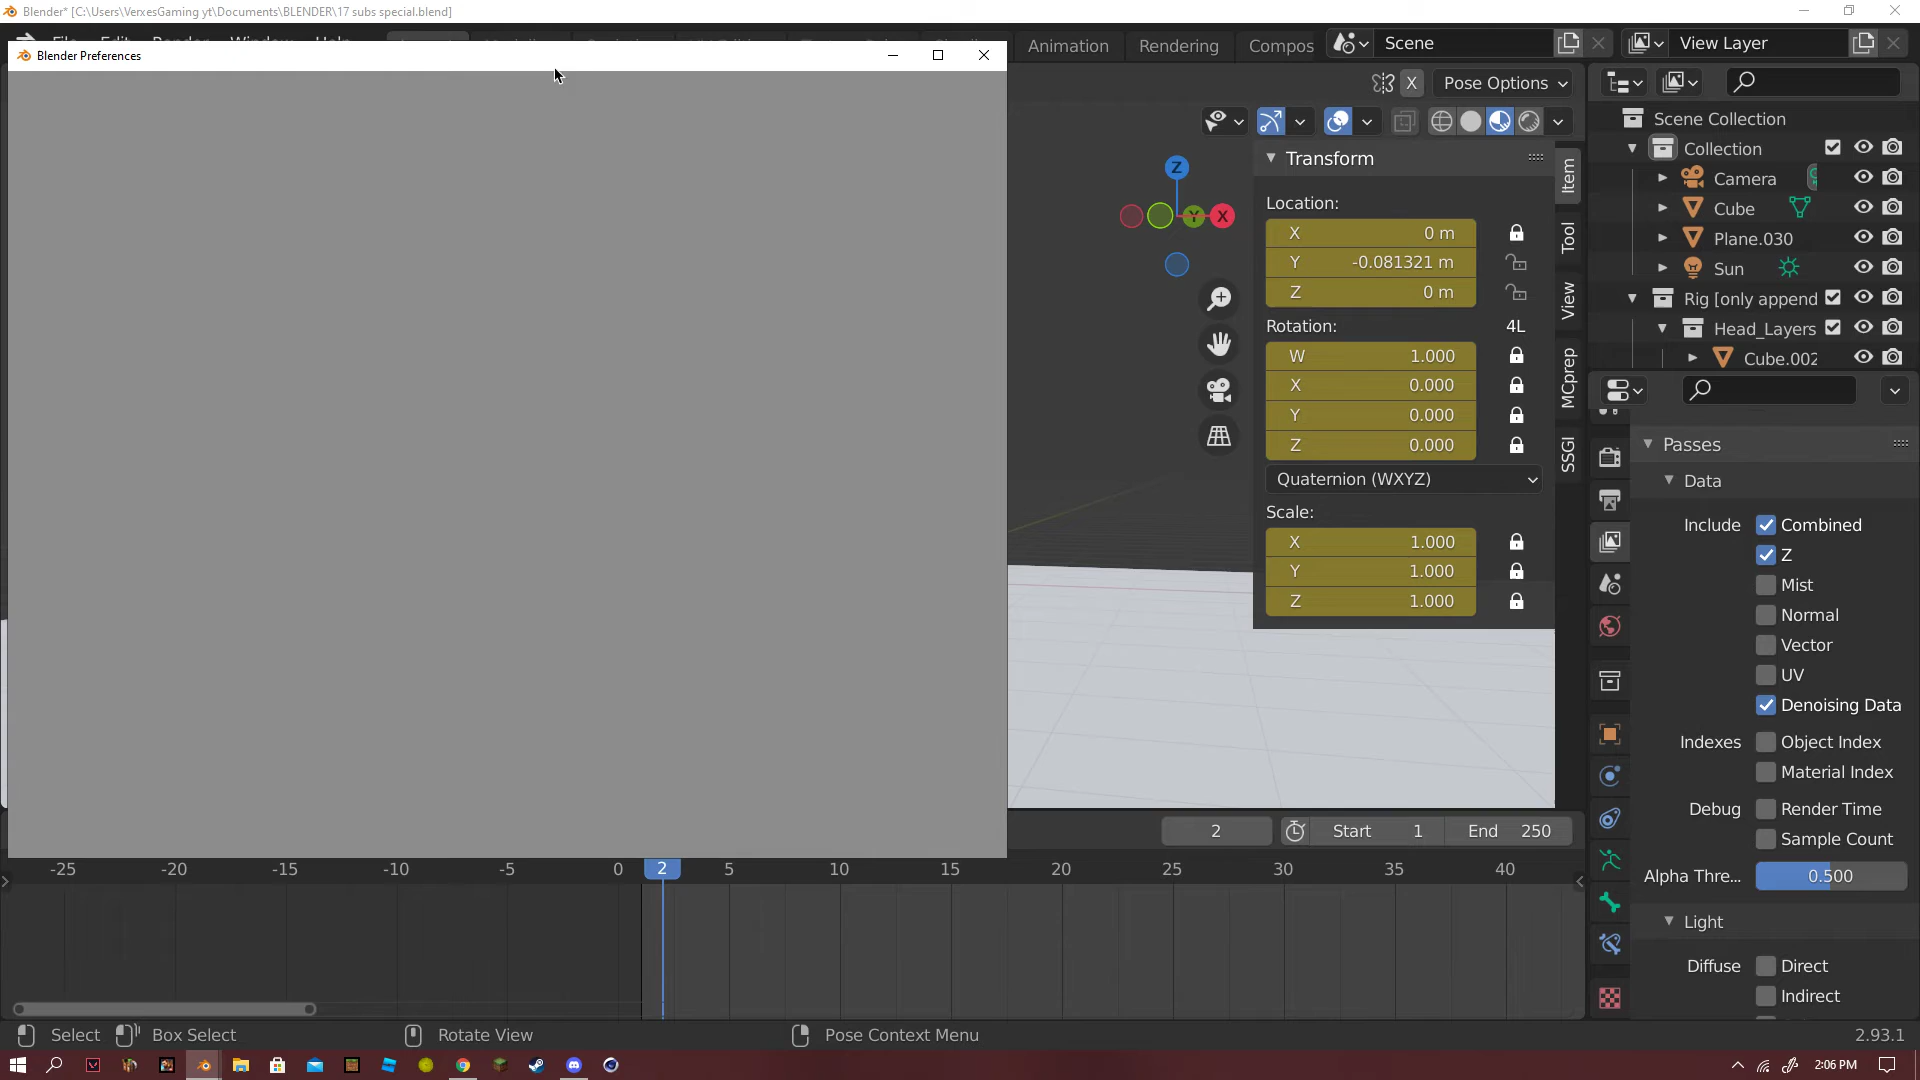 Blender* [C:\Users\VerxesGaming yt\Documents\BLENDER\17 subs special.blend]
File Edit Render Window Help
Animation Rendering Compos Scene View Layer
Blender Preferences
X Pose Options
Scene Collection
Transform
Collection
Item
Z
Camera
Location:
Cube
X 0 m
Y X
Tool
Plane.030
Y -0.081321 m
Sun
Z 0 m
View
Rig [only append
Rotation: 4L
Head_Layers
W 1.000
Cube.002
X 0.000
MCprep
Y 0.000
Z 0.000
SSGI
Passes
Quaternion (WXYZ)
Data
Scale:
Include Combined
X 1.000
Z
Y 1.000
Mist
Z 1.000
Normal
Vector
UV
Denoising Data
Indexes Object Index
Material Index
Debug Render Time
2 Start 1 End 250
Sample Count
-25 -20 -15 -10 -5 0 2 5 10 15 20 25 30 35 40
Alpha Thre... 0.500
Light
Diffuse Direct
Indirect
Select Box Select Rotate View Pose Context Menu 2.93.1
2:06 PM